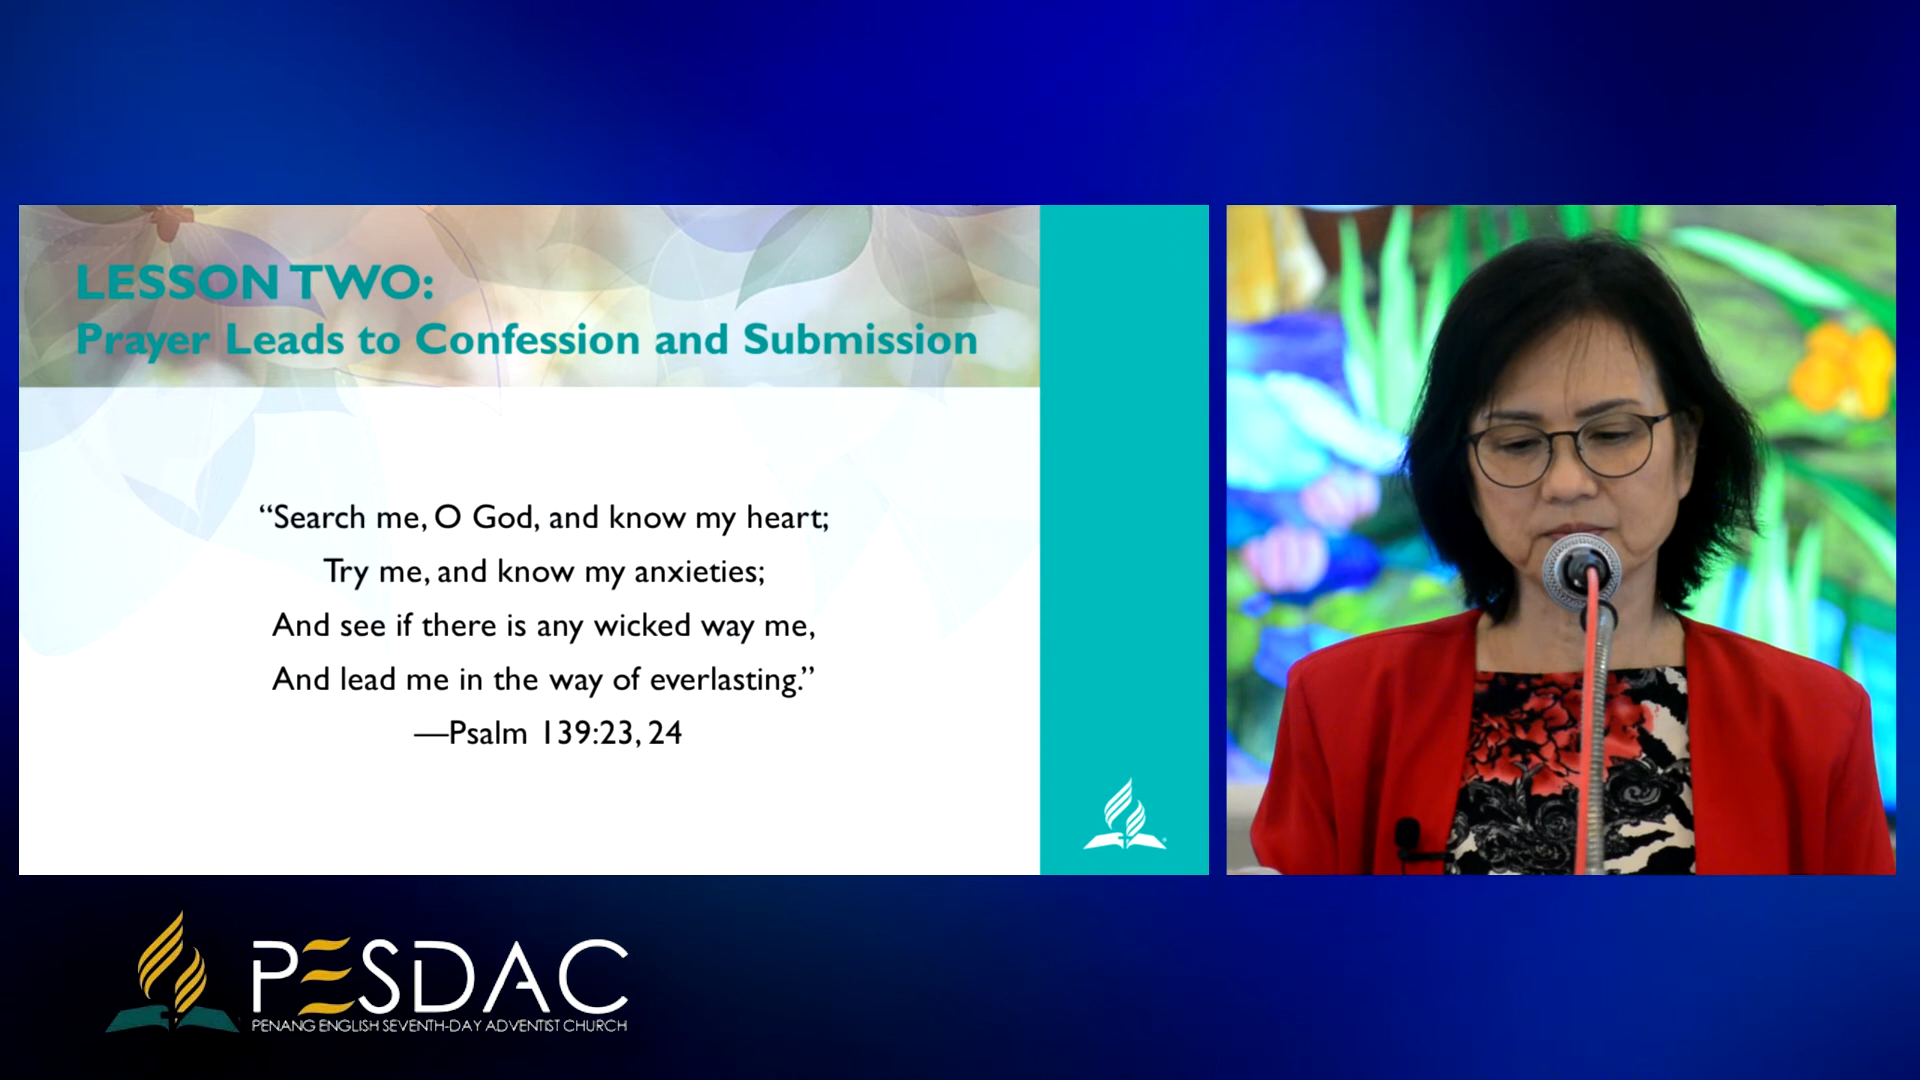 LESSON TWO:
Prayer Leads to Confession and Submission
“Search me, O God, and know my heart;
Try me, and know my anxieties;
And see if there is any wicked way me,
And lead me in the way of everlasting.”
—Psalm 139:23, 24
PESDAC
PENANG ENGLISH SEVENTH-DAY ADVENTIST CHURCH